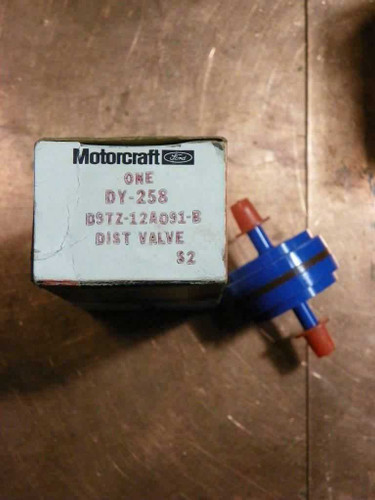 Motorcraft Ford
ONE
DY-258
D9TZ-12A091-B
DIST VALVE
S2